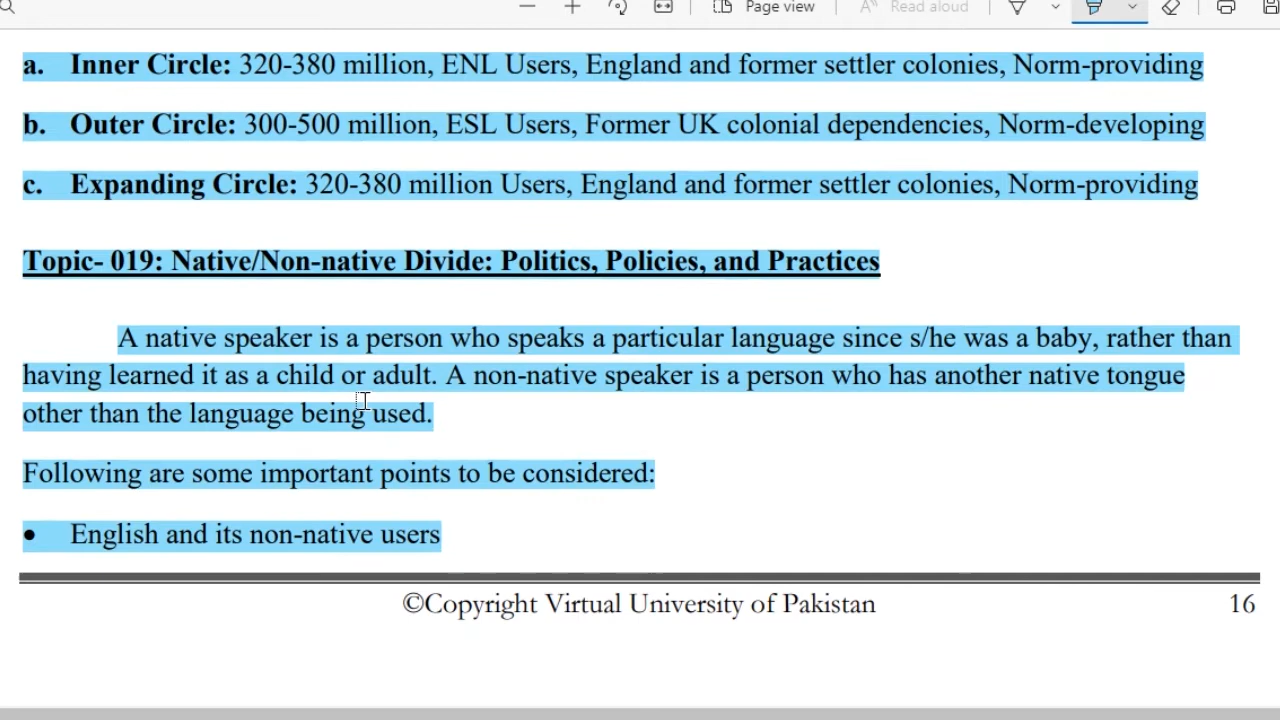 Page view
Read aloud
a. Inner Circle: 320-380 million, ENL Users, England and former settler colonies, Norm-providing
b. Outer Circle: 300-500 million, ESL Users, Former UK colonial dependencies, Norm-developing
c. Expanding Circle: 320-380 million Users, England and former settler colonies, Norm-providing
Topic- 019: Native/Non-native Divide: Politics, Policies, and Practices
A native speaker is a person who speaks a particular language since s/he was a baby, rather than
having learned it as a child or adult. A non-native speaker is a person who has another native tongue
other than the language being used.
Following are some important points to be considered:
• English and its non-native users
©Copyright Virtual University of Pakistan 16